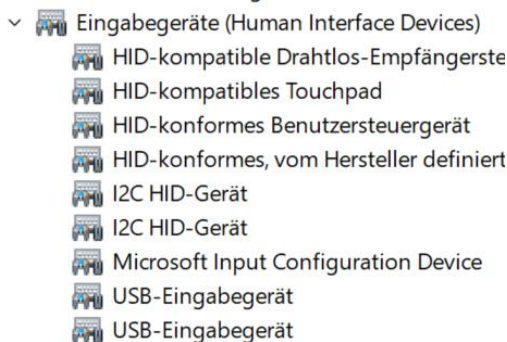 Eingabegeräte (Human Interface Devices)
HID-kompatible Drahtlos-Empfängerste
HID-kompatibles Touchpad
HID-konformes Benutzersteuergerät
HID-konformes, vom Hersteller definiert
I2C HID-Gerät
I2C HID-Gerät
Microsoft Input Configuration Device
USB-Eingabegerät
USB-Eingabegerät